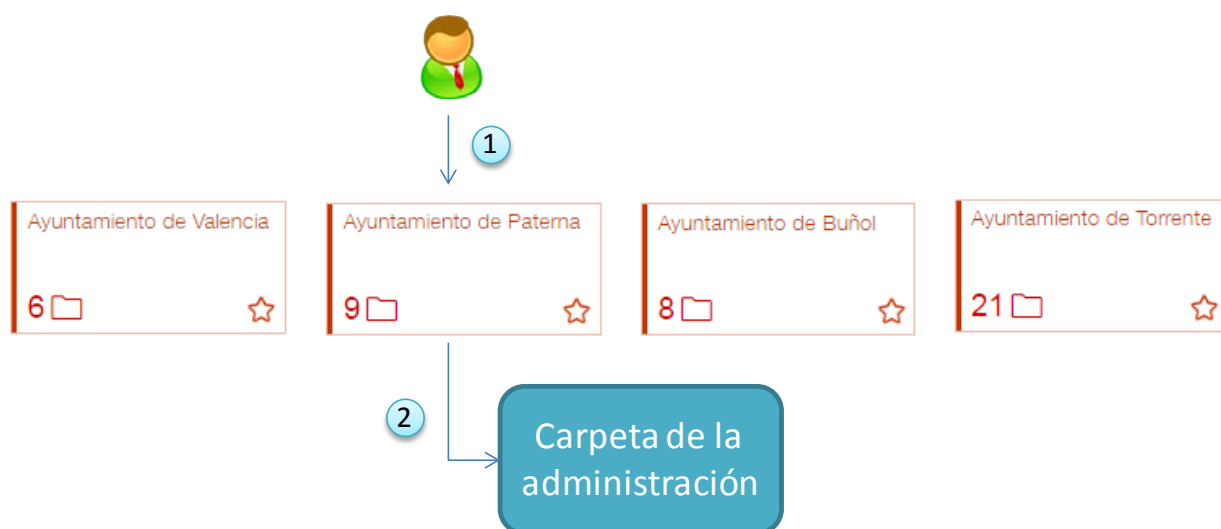 1
Ayuntamiento de Valencia
6
Ayuntamiento de Paterna
9
Ayuntamiento de Buñol
8
Ayuntamiento de Torrente
21
2
Carpeta de la
administración